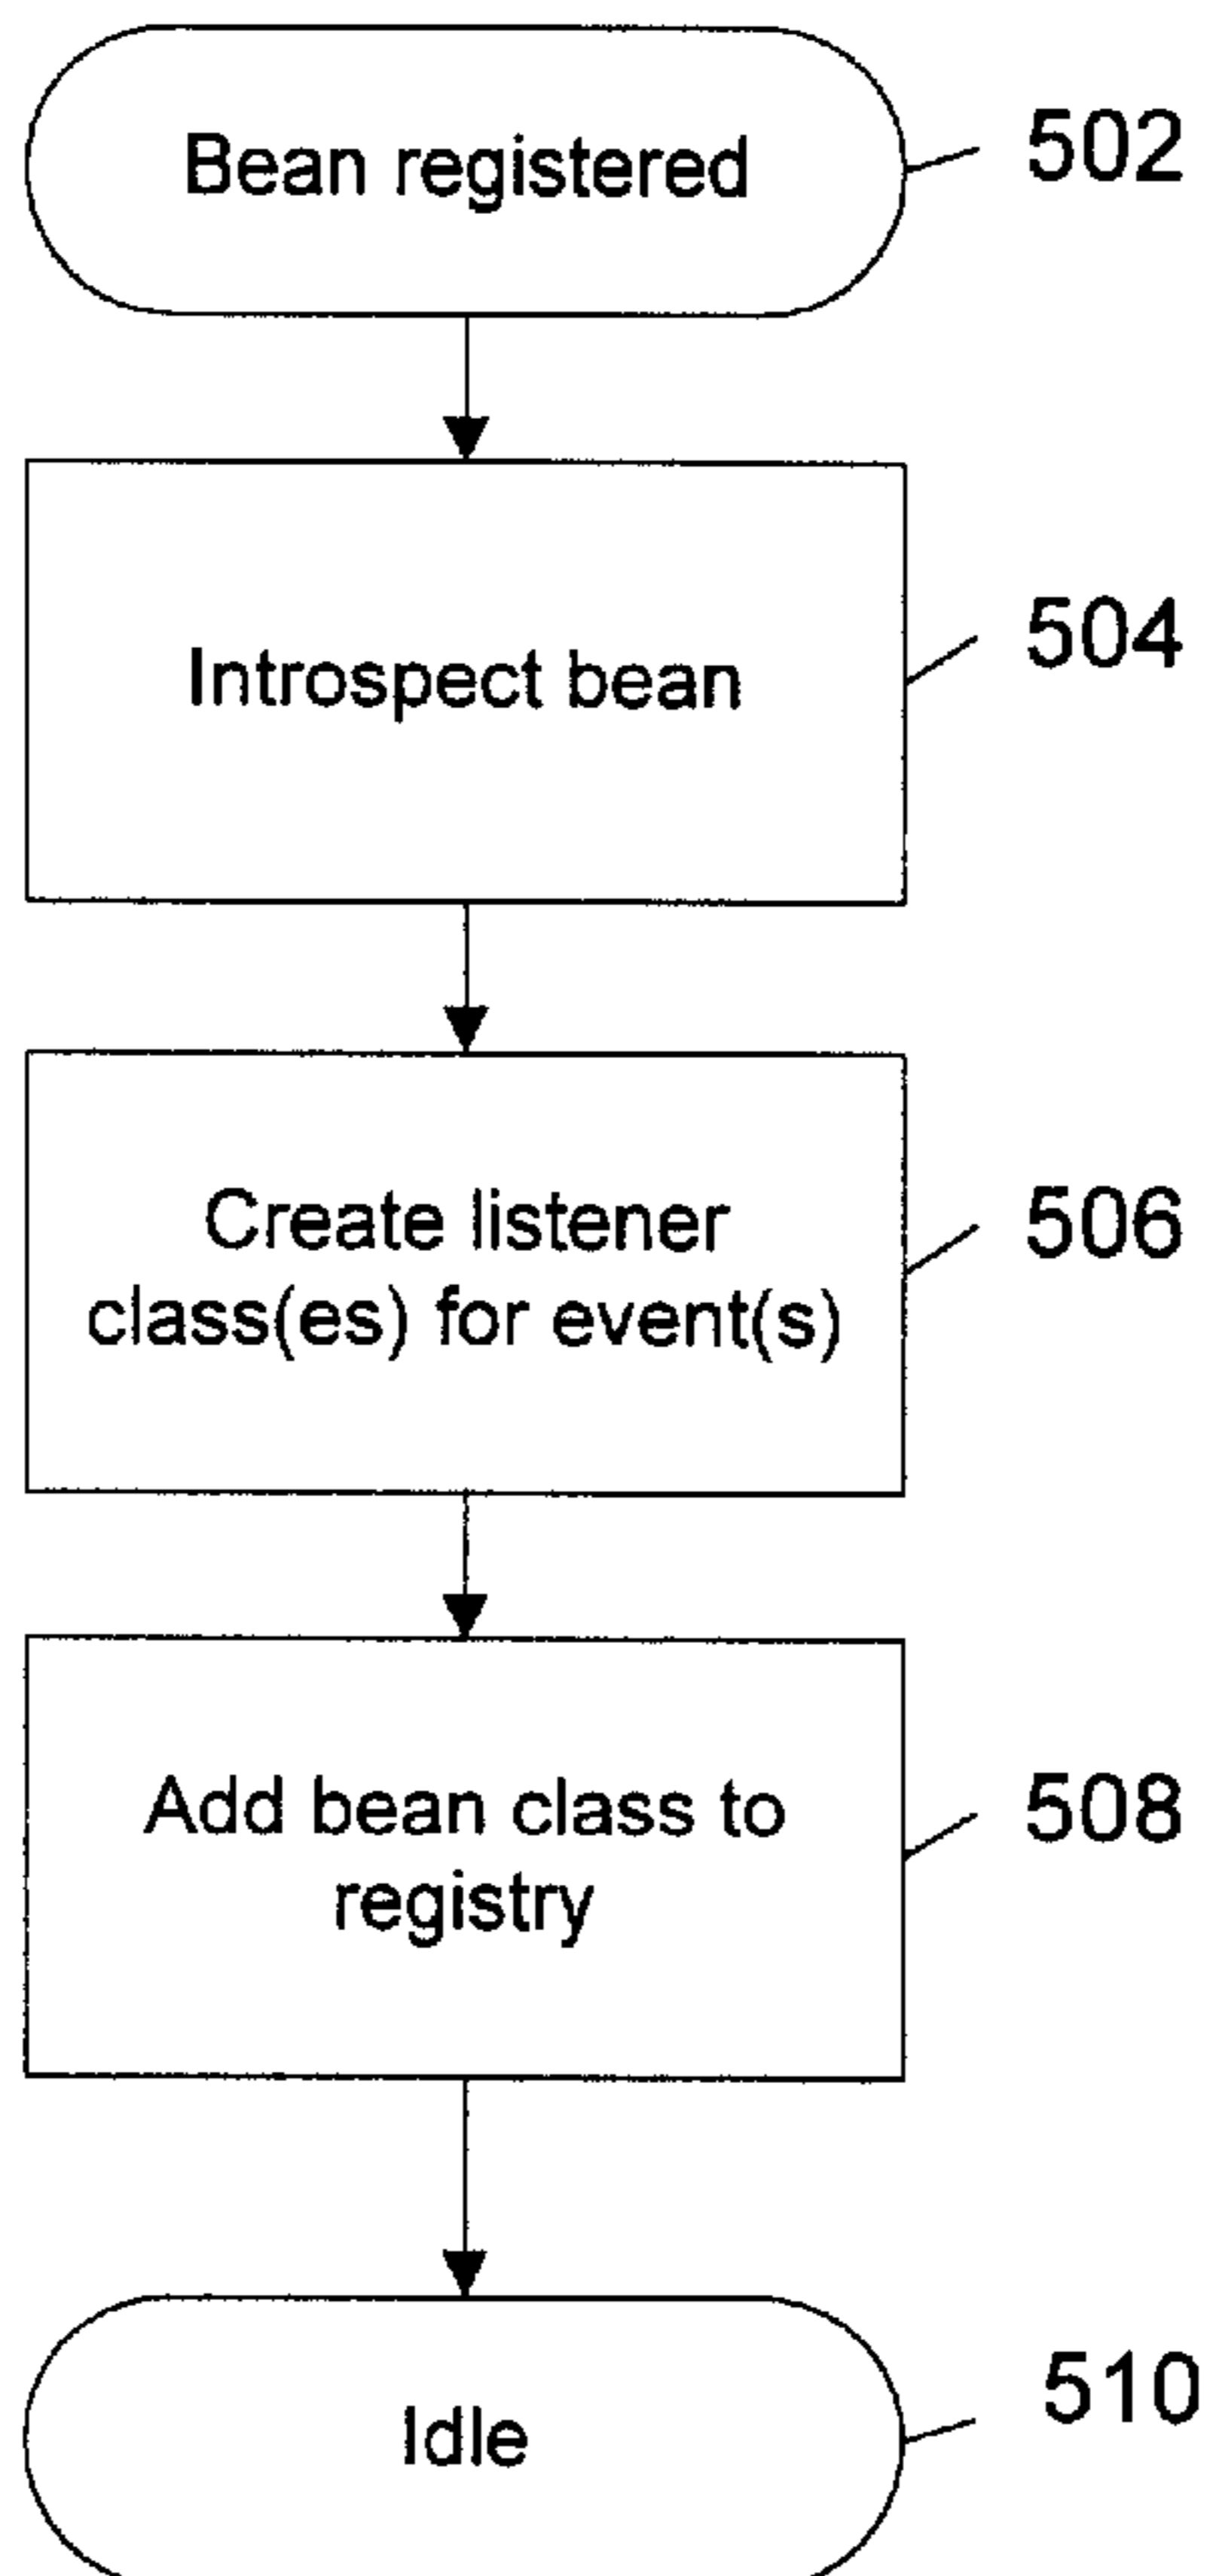 Bean registered
502
Introspect bean
504
Create listener
class(es) for event(s)
506
Add bean class to
registry
508
Idle
510